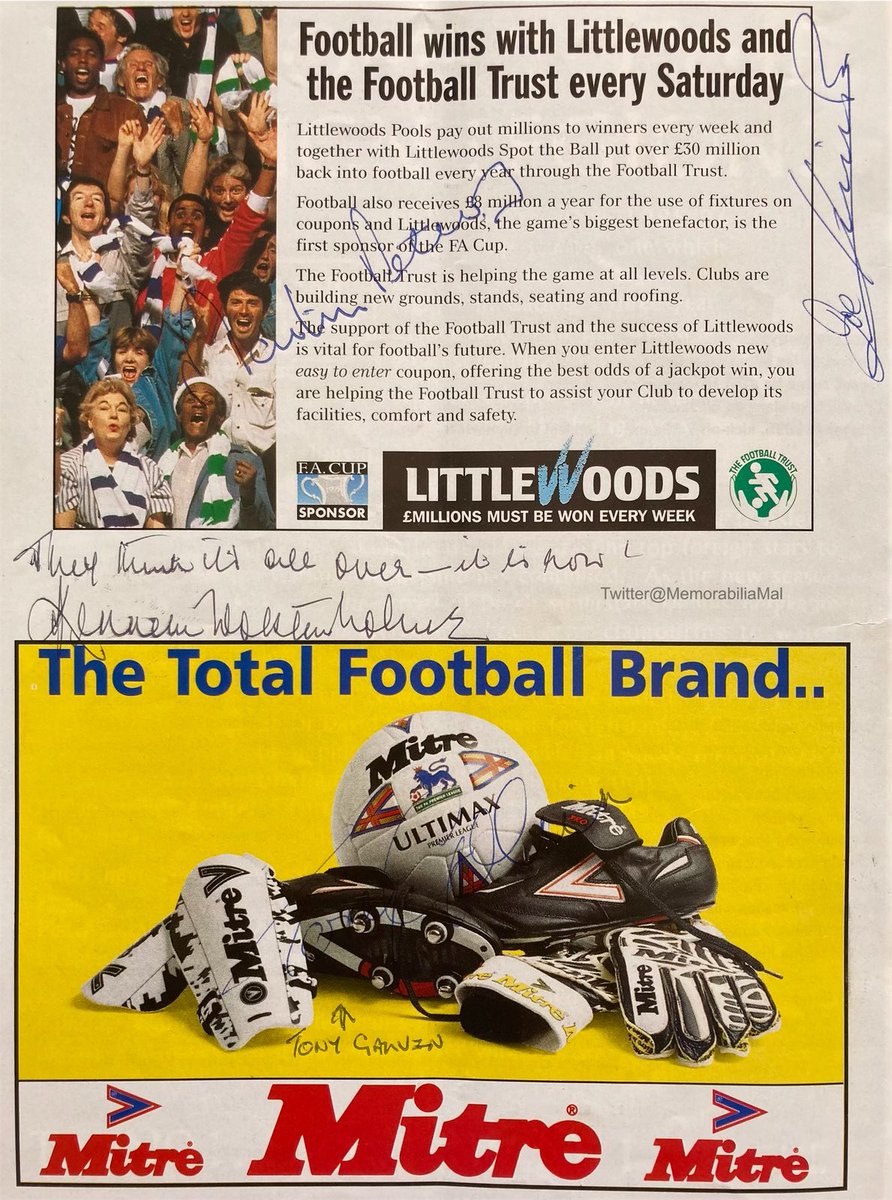 Football wins with Littlewoods and
the Football Trust every Saturday
Littlewoods Pools pay out millions to winners every week and
together with Littlewoods Spot the Ball put over £30 million
back into football every year through the Football Trust.
Football also receives £8 million a year for the use of fixtures on
coupons and Littlewoods, the game's biggest benefactor, is the
first sponsor of the FA Cup.
The Football Trust is helping the game at all levels. Clubs are
building new grounds, stands, seating and roofing.
The support of the Football Trust and the success of Littlewoods
is vital for football's future. When you enter Littlewoods new
easy to enter coupon, offering the best odds of a jackpot win, you
are helping the Football Trust to assist your Club to develop its
facilities, comfort and safety.
F.A. CUP
SPONSOR
LITTLEWOODS
£MILLIONS MUST BE WON EVERY WEEK
THE FOOTBALL TRUST
They think it's all over – it is now!
Kenneth Wolstenholme
Twitter@MemorabiliaMal
The Total Football Brand..
Mitre
THE FA PREMIER LEAGUE
ULTIMAX
PREMIER LEAGUE
Mitre
PRO
Mitre
Mitre
Mitre
TONY GALVIN
Mitre
Mitre®
Mitre